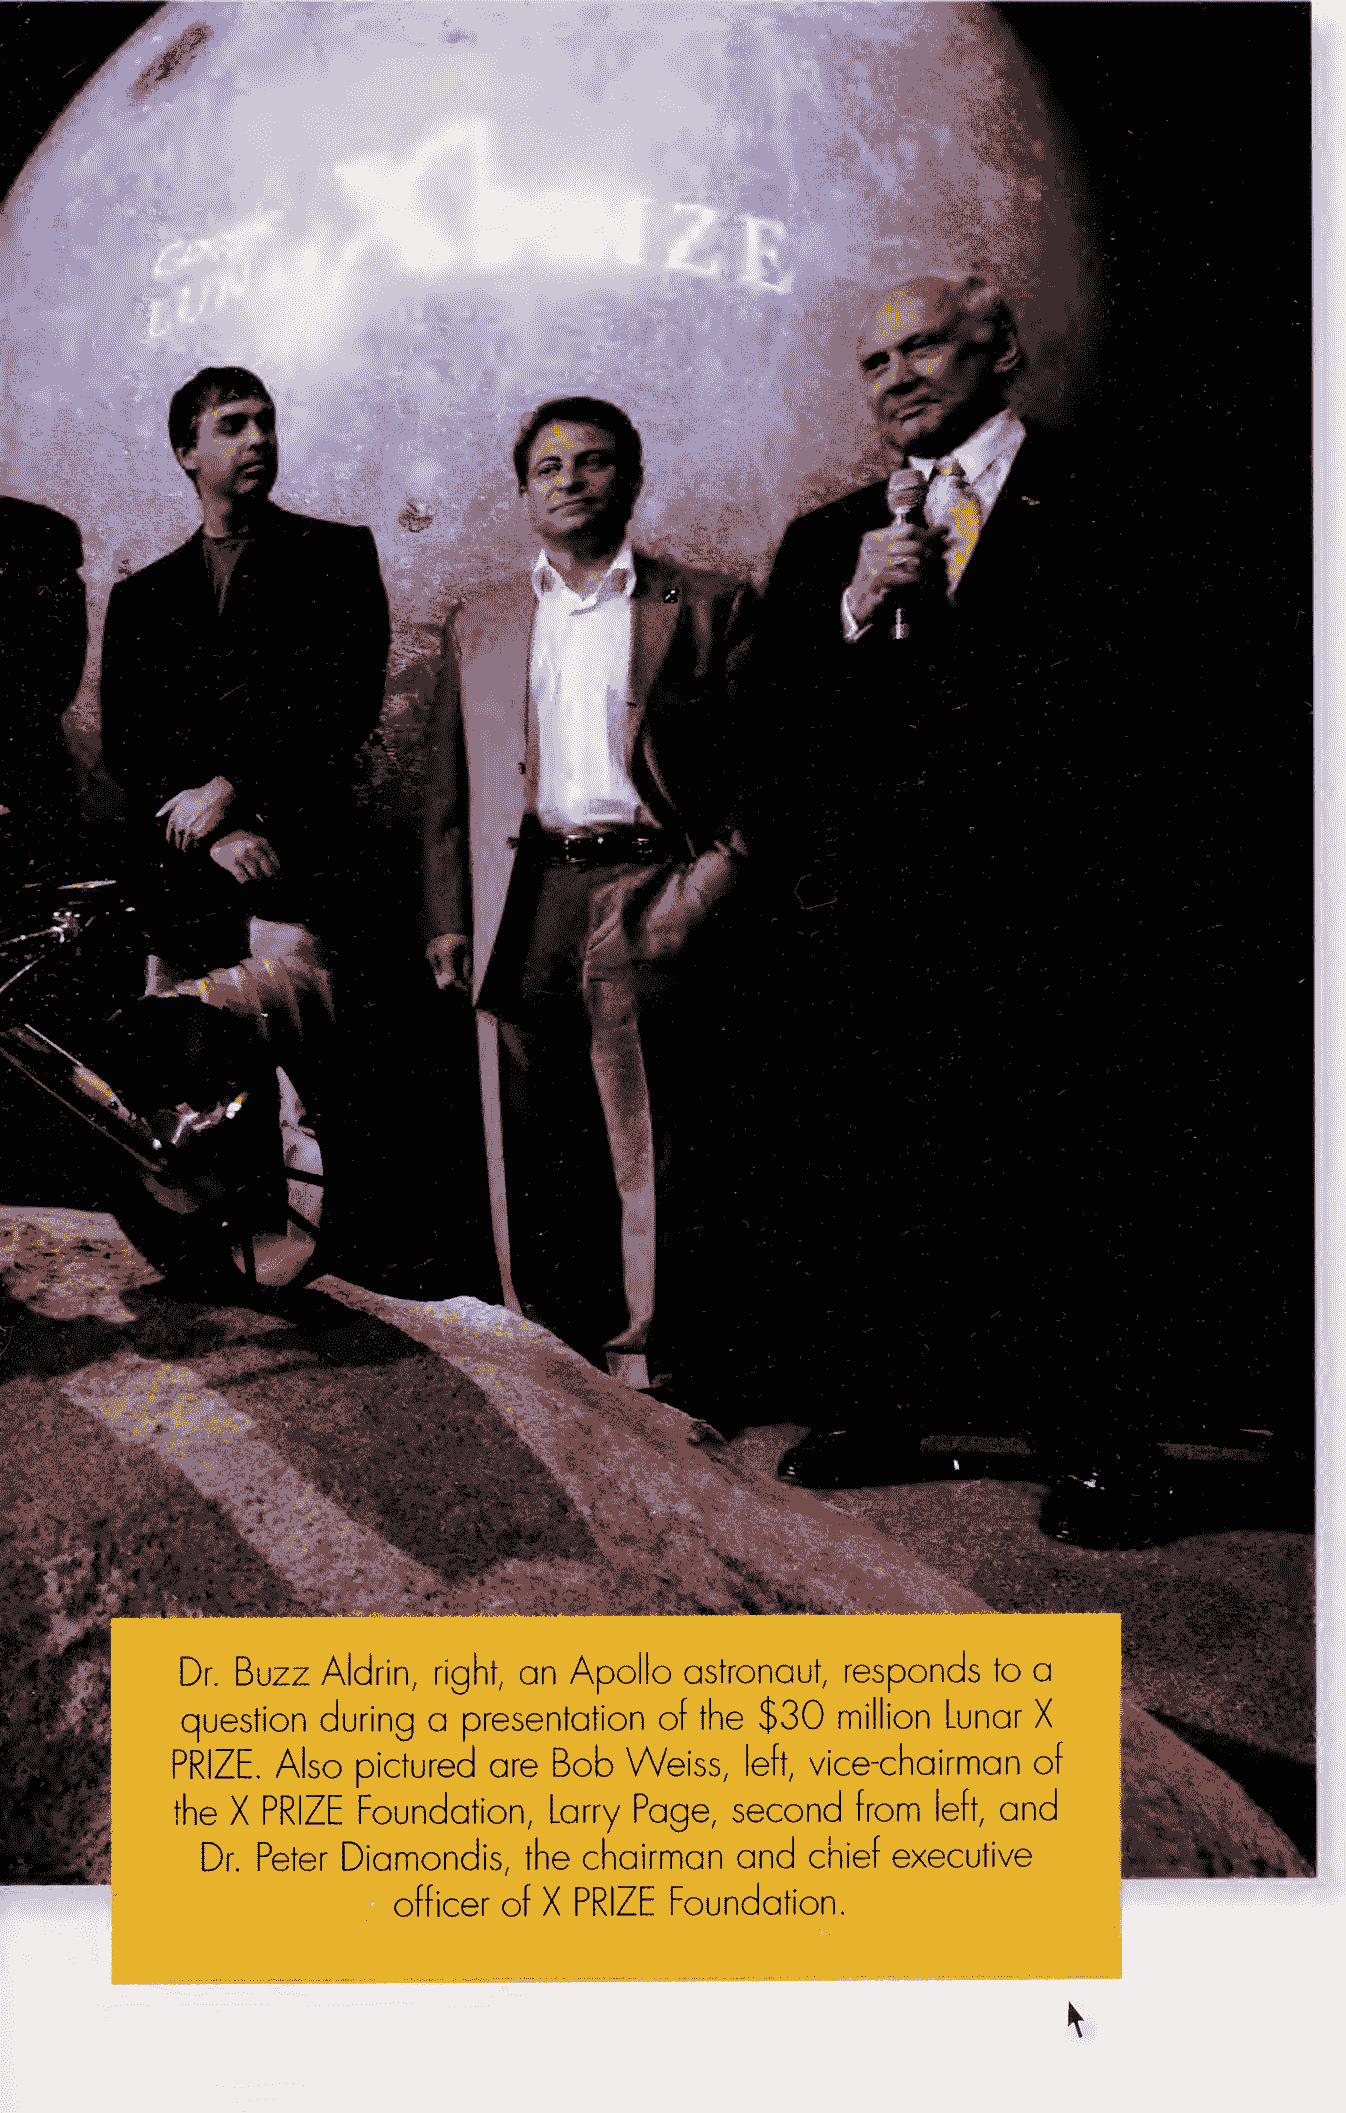 X PRIZE
Dr. Buzz Aldrin, right, an Apollo astronaut, responds to a
question during a presentation of the $30 million Lunar X
PRIZE. Also pictured are Bob Weiss, left, vice-chairman of
the X PRIZE Foundation, Larry Page, second from left, and
Dr. Peter Diamondis, the chairman and chief executive
officer of X PRIZE Foundation.